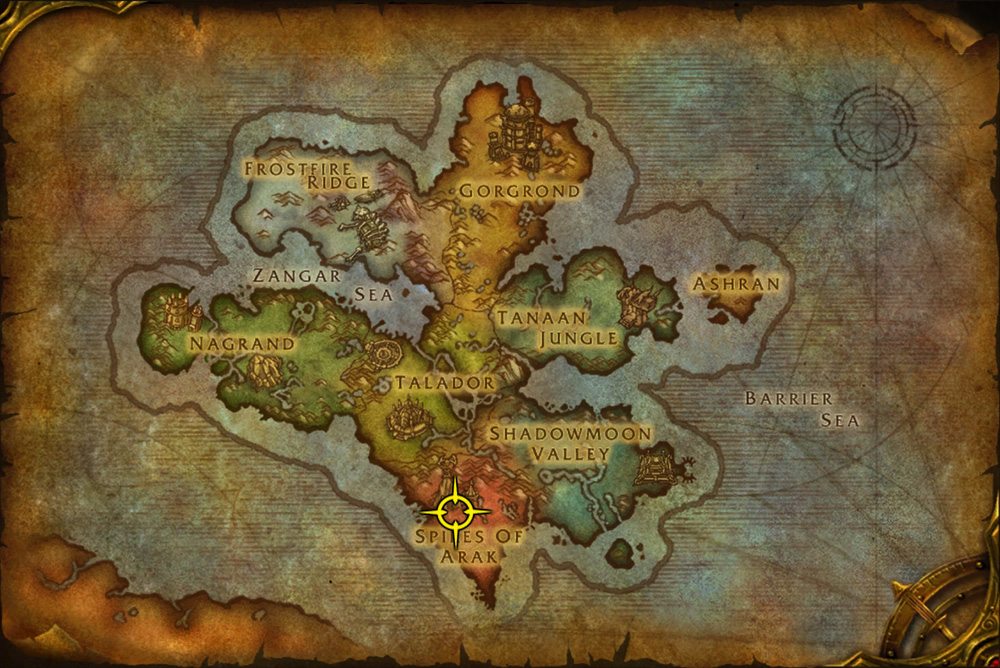 Frostfire
Ridge
Gorgrond
Zangar
Sea
Ashran
Tanaan
Jungle
Nagrand
Talador
Barrier
Sea
Shadowmoon
Valley
Spires Of
Arak